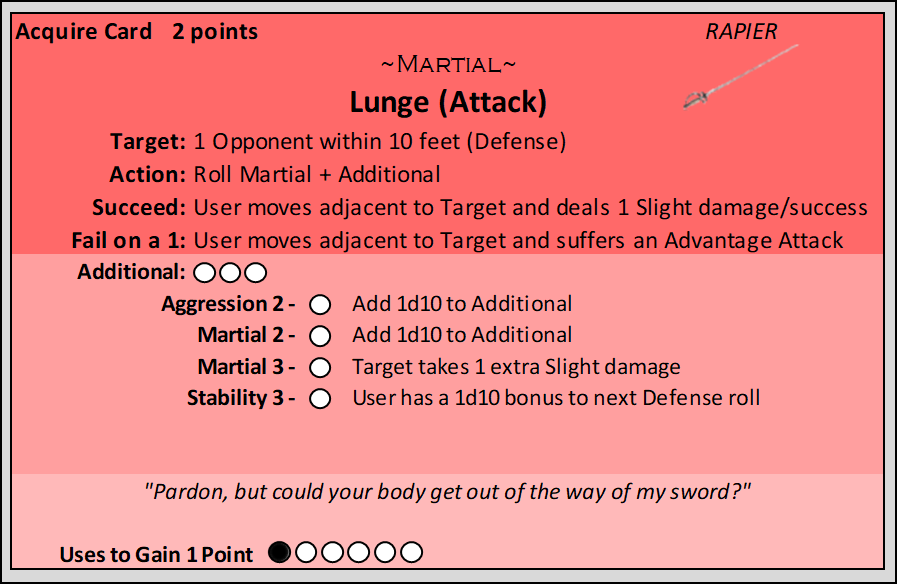 Acquire Card 2 points RAPIER
~MARTIAL~
Lunge (Attack)
Target: 1 Opponent within 10 feet (Defense)
Action: Roll Martial + Additional
Succeed: User moves adjacent to Target and deals 1 Slight damage/success
Fail on a 1: User moves adjacent to Target and suffers an Advantage Attack
Additional:
Aggression 2 - Add 1d10 to Additional
Martial 2 - Add 1d10 to Additional
Martial 3 - Target takes 1 extra Slight damage
Stability 3 - User has a 1d10 bonus to next Defense roll
"Pardon, but could your body get out of the way of my sword?"
Uses to Gain 1 Point